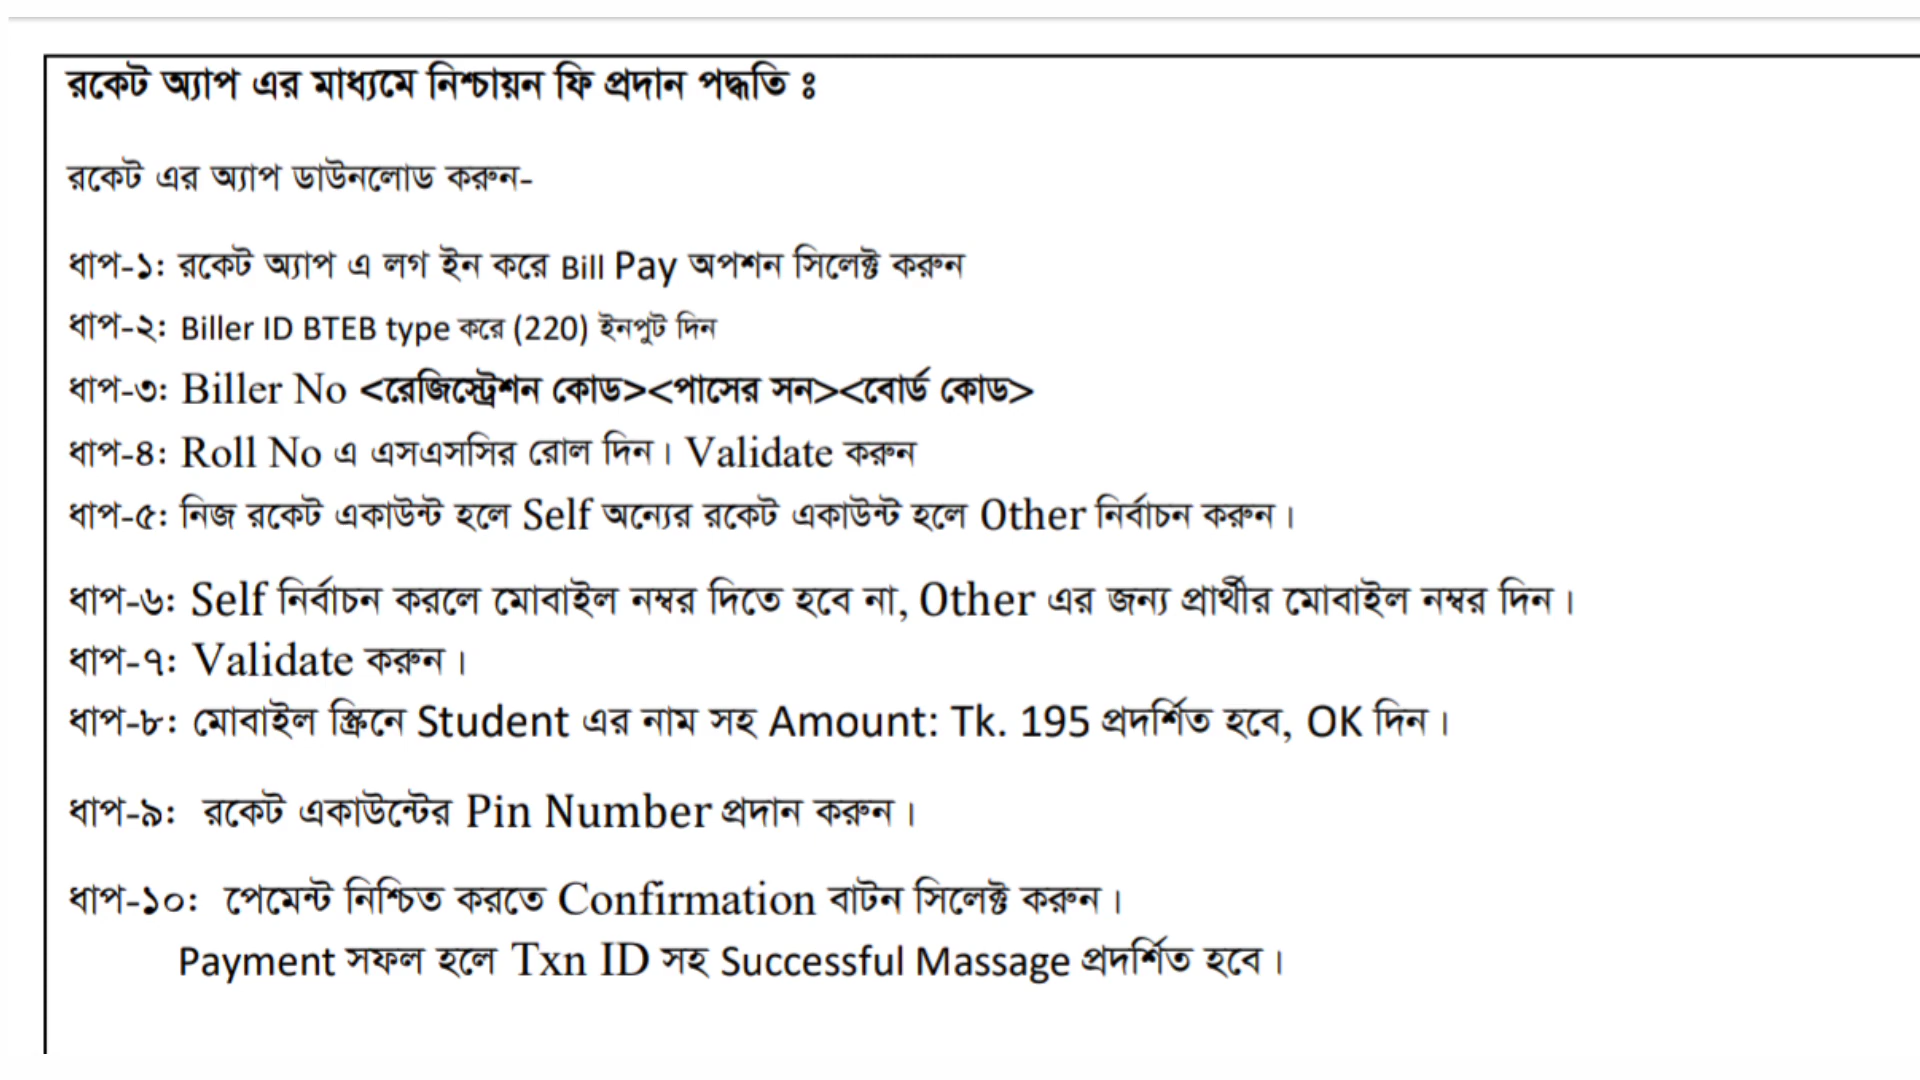 রকেট অ্যাপ এর মাধ্যমে নিশ্চায়ন ফি প্রদান পদ্ধতি ঃ
রকেট এর অ্যাপ ডাউনলোড করুন-
ধাপ-১: রকেট অ্যাপ এ লগ ইন করে Bill Pay অপশন সিলেক্ট করুন
ধাপ-২: Biller ID BTEB type করে (220) ইনপুট দিন
ধাপ-৩: Biller No <রেজিস্ট্রেশন কোড><পাসের সন><বোর্ড কোড>
ধাপ-৪: Roll No এ এসএসসির রোল দিন। Validate করুন
ধাপ-৫: নিজ রকেট একাউন্ট হলে Self অন্যের রকেট একাউন্ট হলে Other নির্বাচন করুন।
ধাপ-৬: Self নির্বাচন করলে মোবাইল নম্বর দিতে হবে না, Other এর জন্য প্রার্থীর মোবাইল নম্বর দিন।
ধাপ-৭: Validate করুন।
ধাপ-৮: মোবাইল স্ক্রিনে Student এর নাম সহ Amount: Tk. 195 প্রদর্শিত হবে, OK দিন।
ধাপ-৯: রকেট একাউন্টের Pin Number প্রদান করুন।
ধাপ-১০: পেমেন্ট নিশ্চিত করতে Confirmation বাটন সিলেক্ট করুন।
Payment সফল হলে Txn ID সহ Successful Massage প্রদর্শিত হবে।